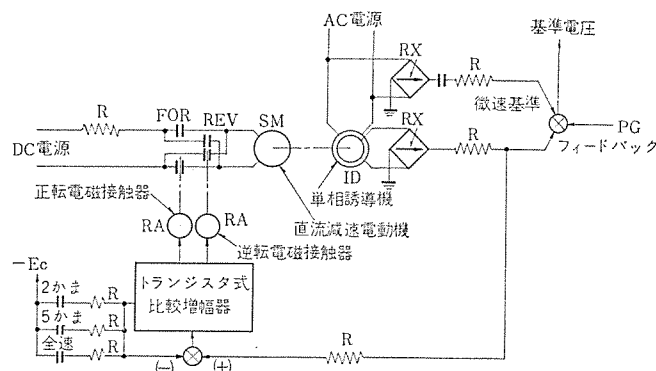 AC電源
基準電圧
RX
R
微速基準
PG
フィードバック
R
FOR
REV
SM
RX
R
DC電源
ID
単相誘導機
正転電磁接触器
直流減速電動機
RA
RA
逆転電磁接触器
-Ec
2かま
R
5かま
R
全速
R
トランジスタ式
比較増幅器
R
(-)
(+)